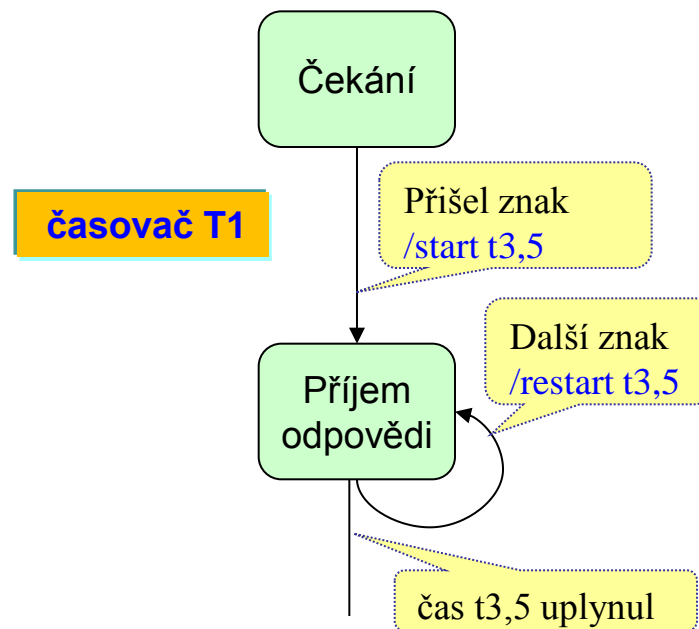 Čekání
časovač T1
Přišel znak
/start t3,5
Další znak
/restart t3,5
Příjem
odpovědi
čas t3,5 uplynul